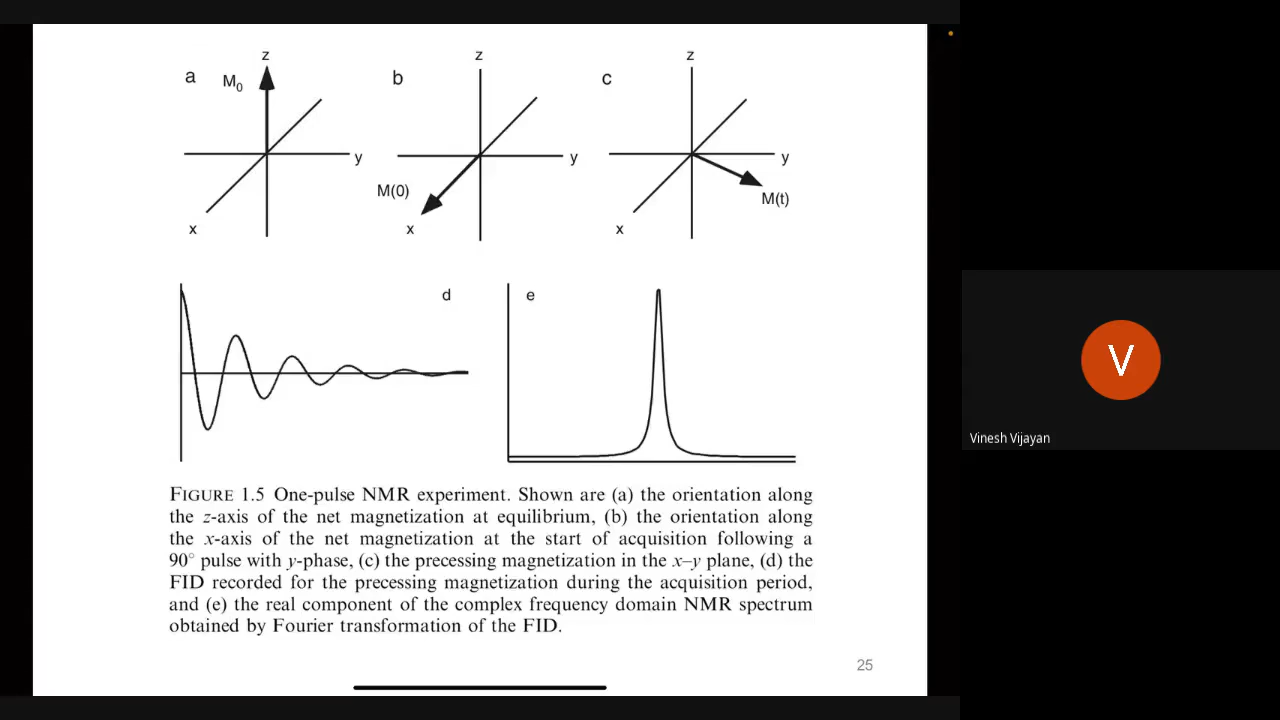 z
z
z
a
M0
b
c
y
y
y
M(0)
M(t)
x
x
x
d
e
FIGURE 1.5 One-pulse NMR experiment. Shown are (a) the orientation along
the z-axis of the net magnetization at equilibrium, (b) the orientation along
the x-axis of the net magnetization at the start of acquisition following a
90° pulse with y-phase, (c) the precessing magnetization in the x–y plane, (d) the
FID recorded for the precessing magnetization during the acquisition period,
and (e) the real component of the complex frequency domain NMR spectrum
obtained by Fourier transformation of the FID.
25
V
Vinesh Vijayan